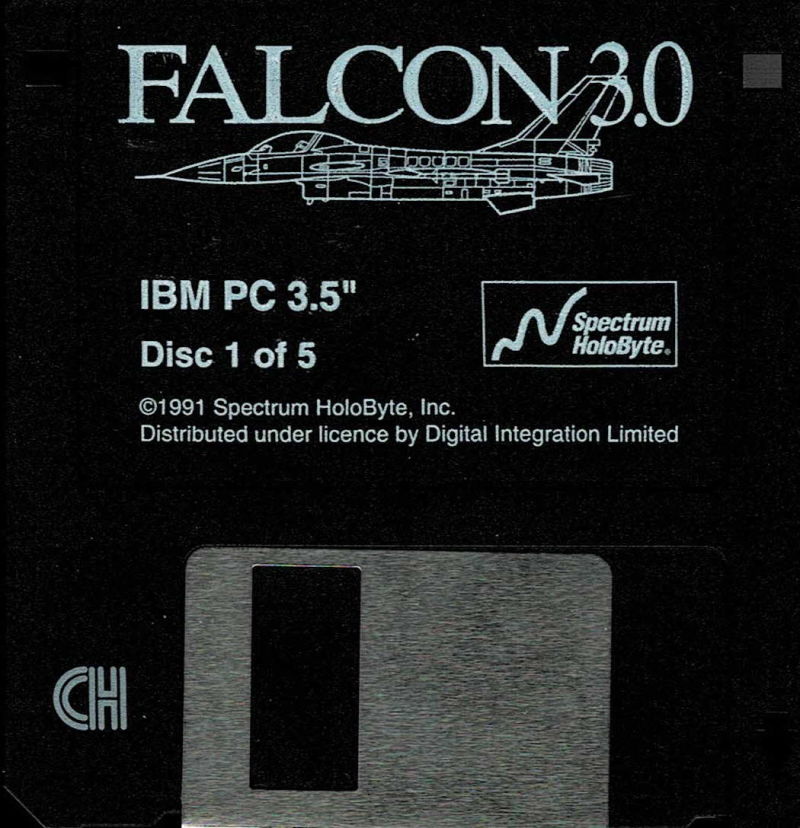 FALCON 3.0
IBM PC 3.5"
Disc 1 of 5
Spectrum
HoloByte®
©1991 Spectrum HoloByte, Inc.
Distributed under licence by Digital Integration Limited
CH